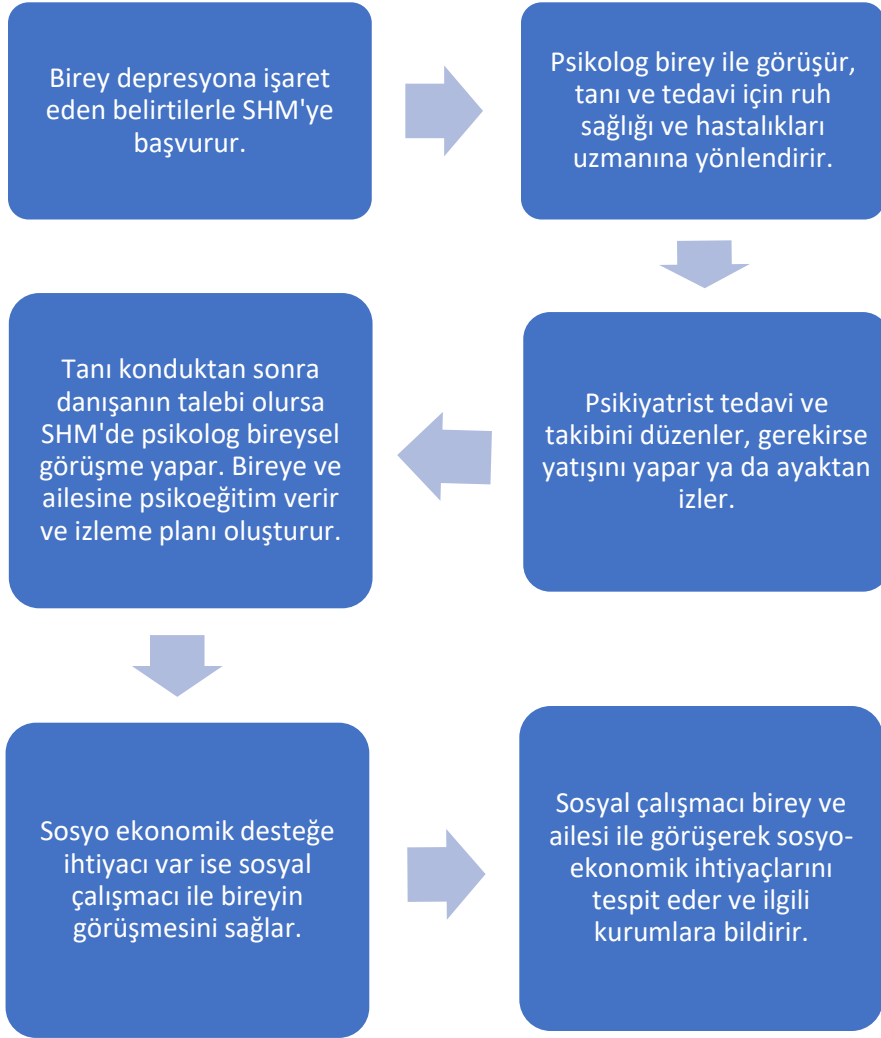 Birey depresyona işaret
eden belirtilerle SHM'ye
başvurur.
Psikolog birey ile görüşür,
tanı ve tedavi için ruh
sağlığı ve hastalıkları
uzmanına yönlendirir.
Psikiyatrist tedavi ve
takibini düzenler, gerekirse
yatışını yapar ya da ayaktan
izler.
Tanı konduktan sonra
danışanın talebi olursa
SHM'de psikolog bireysel
görüşme yapar. Bireye ve
ailesine psikoeğitim verir
ve izleme planı oluşturur.
Sosyo ekonomik desteğe
ihtiyacı var ise sosyal
çalışmacı ile bireyin
görüşmesini sağlar.
Sosyal çalışmacı birey ve
ailesi ile görüşerek sosyo-
ekonomik ihtiyaçlarını
tespit eder ve ilgili
kurumlara bildirir.